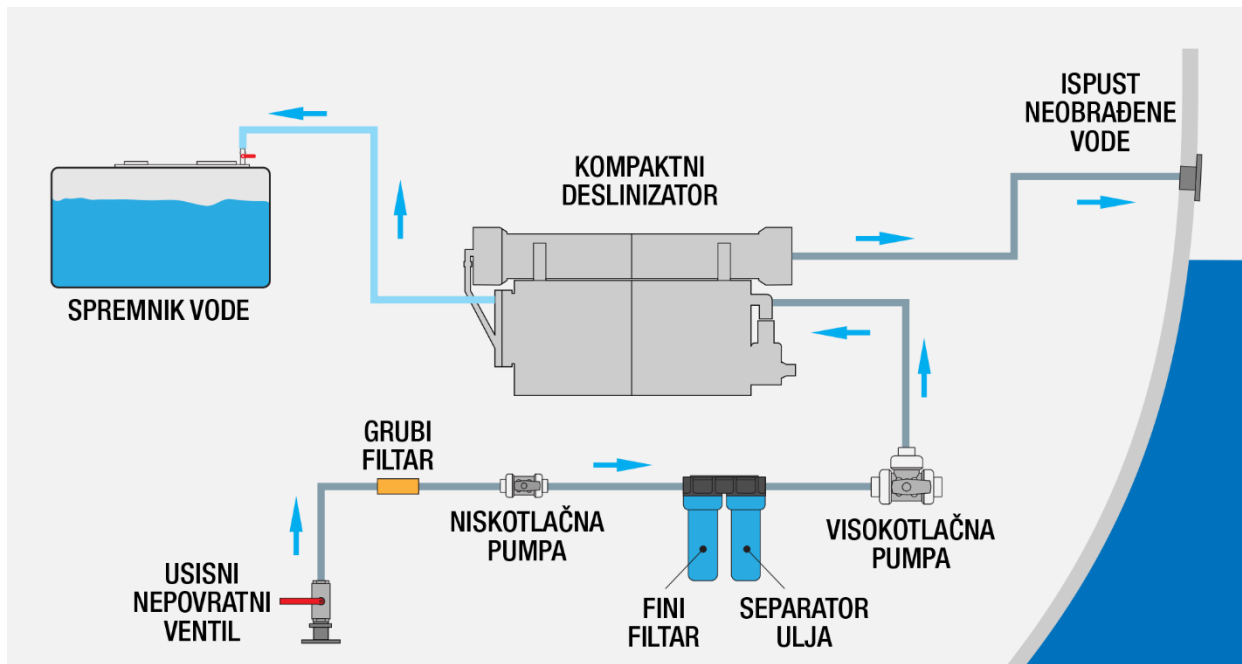 ISPUST
NEOBRAĐENE
VODE
KOMPAKTNI
DESLINIZATOR
SPREMNIK VODE
GRUBI
FILTAR
NISKOTLAČNA
PUMPA
VISOKOTLAČNA
PUMPA
USISNI
NEPOVRATNI
VENTIL
FINI
FILTAR
SEPARATOR
ULJA